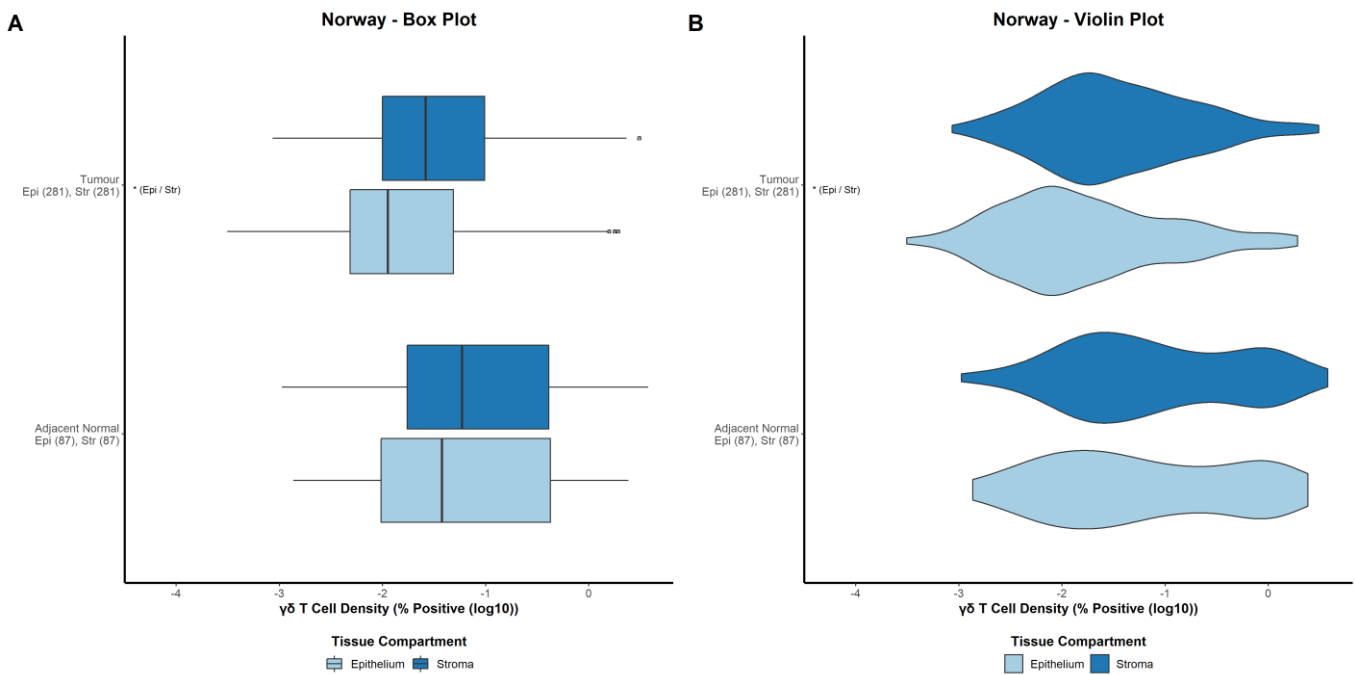 A
Norway - Box Plot
Tumour
Epi (281), Str (281)
* (Epi / Str)
Adjacent Normal
Epi (87), Str (87)
-4
-3
-2
-1
0
γδ T Cell Density (% Positive (log10))
Tissue Compartment
Epithelium
Stroma
B
Norway - Violin Plot
Tumour
Epi (281), Str (281)
* (Epi / Str)
Adjacent Normal
Epi (87), Str (87)
-4
-3
-2
-1
0
γδ T Cell Density (% Positive (log10))
Tissue Compartment
Epithelium
Stroma